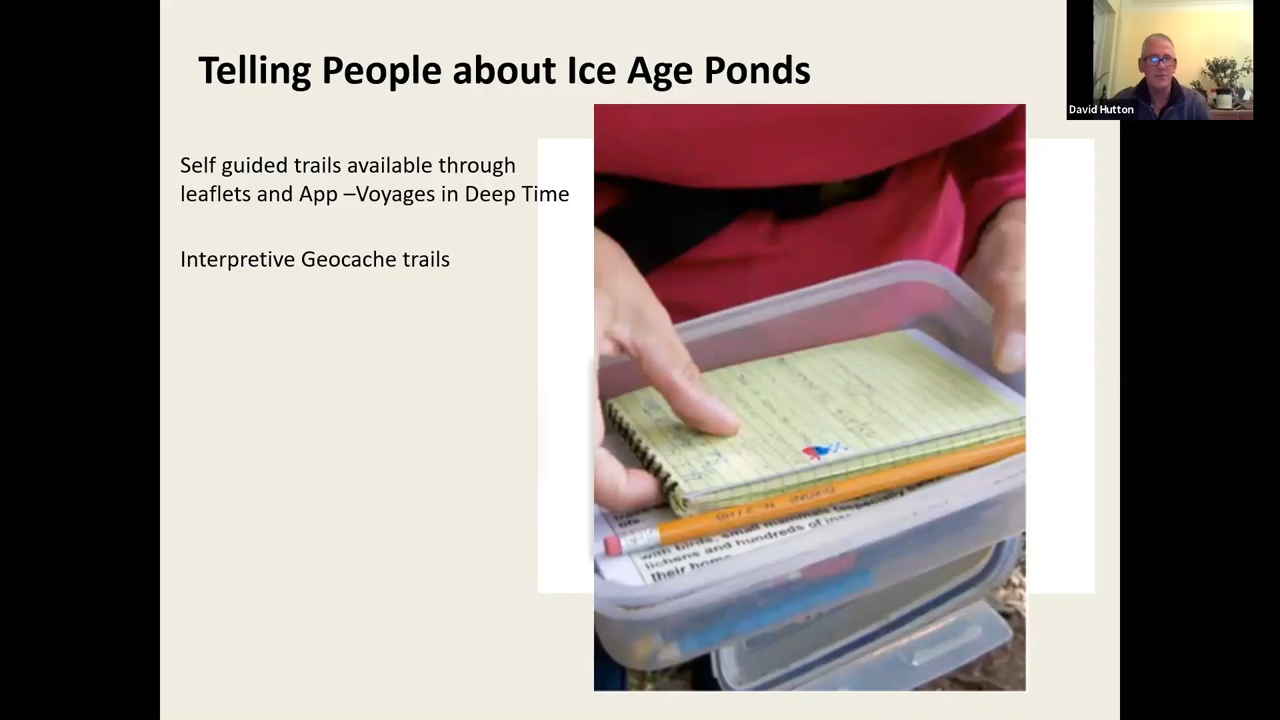 Telling People about Ice Age Ponds
David Hutton
Self guided trails available through
leaflets and App –Voyages in Deep Time
Interpretive Geocache trails
with birds, small mammals (especially
lichens and hundreds of
their home